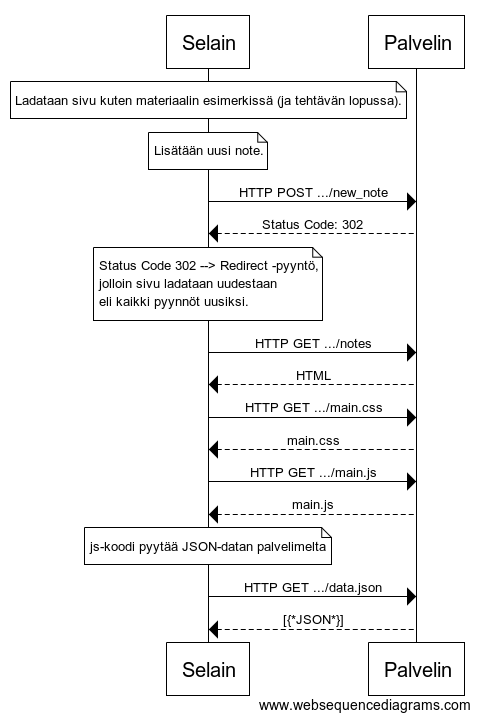 Selain Palvelin
Ladataan sivu kuten materiaalin esimerkissä (ja tehtävän lopussa).
Lisätään uusi note.
HTTP POST .../new_note
Status Code: 302
Status Code 302 --> Redirect -pyyntö,
jolloin sivu ladataan uudestaan
eli kaikki pyynnöt uusiksi.
HTTP GET .../notes
HTML
HTTP GET .../main.css
main.css
HTTP GET .../main.js
main.js
js-koodi pyytää JSON-datan palvelimelta
HTTP GET .../data.json
[{*JSON*}]
Selain Palvelin
www.websequencediagrams.com